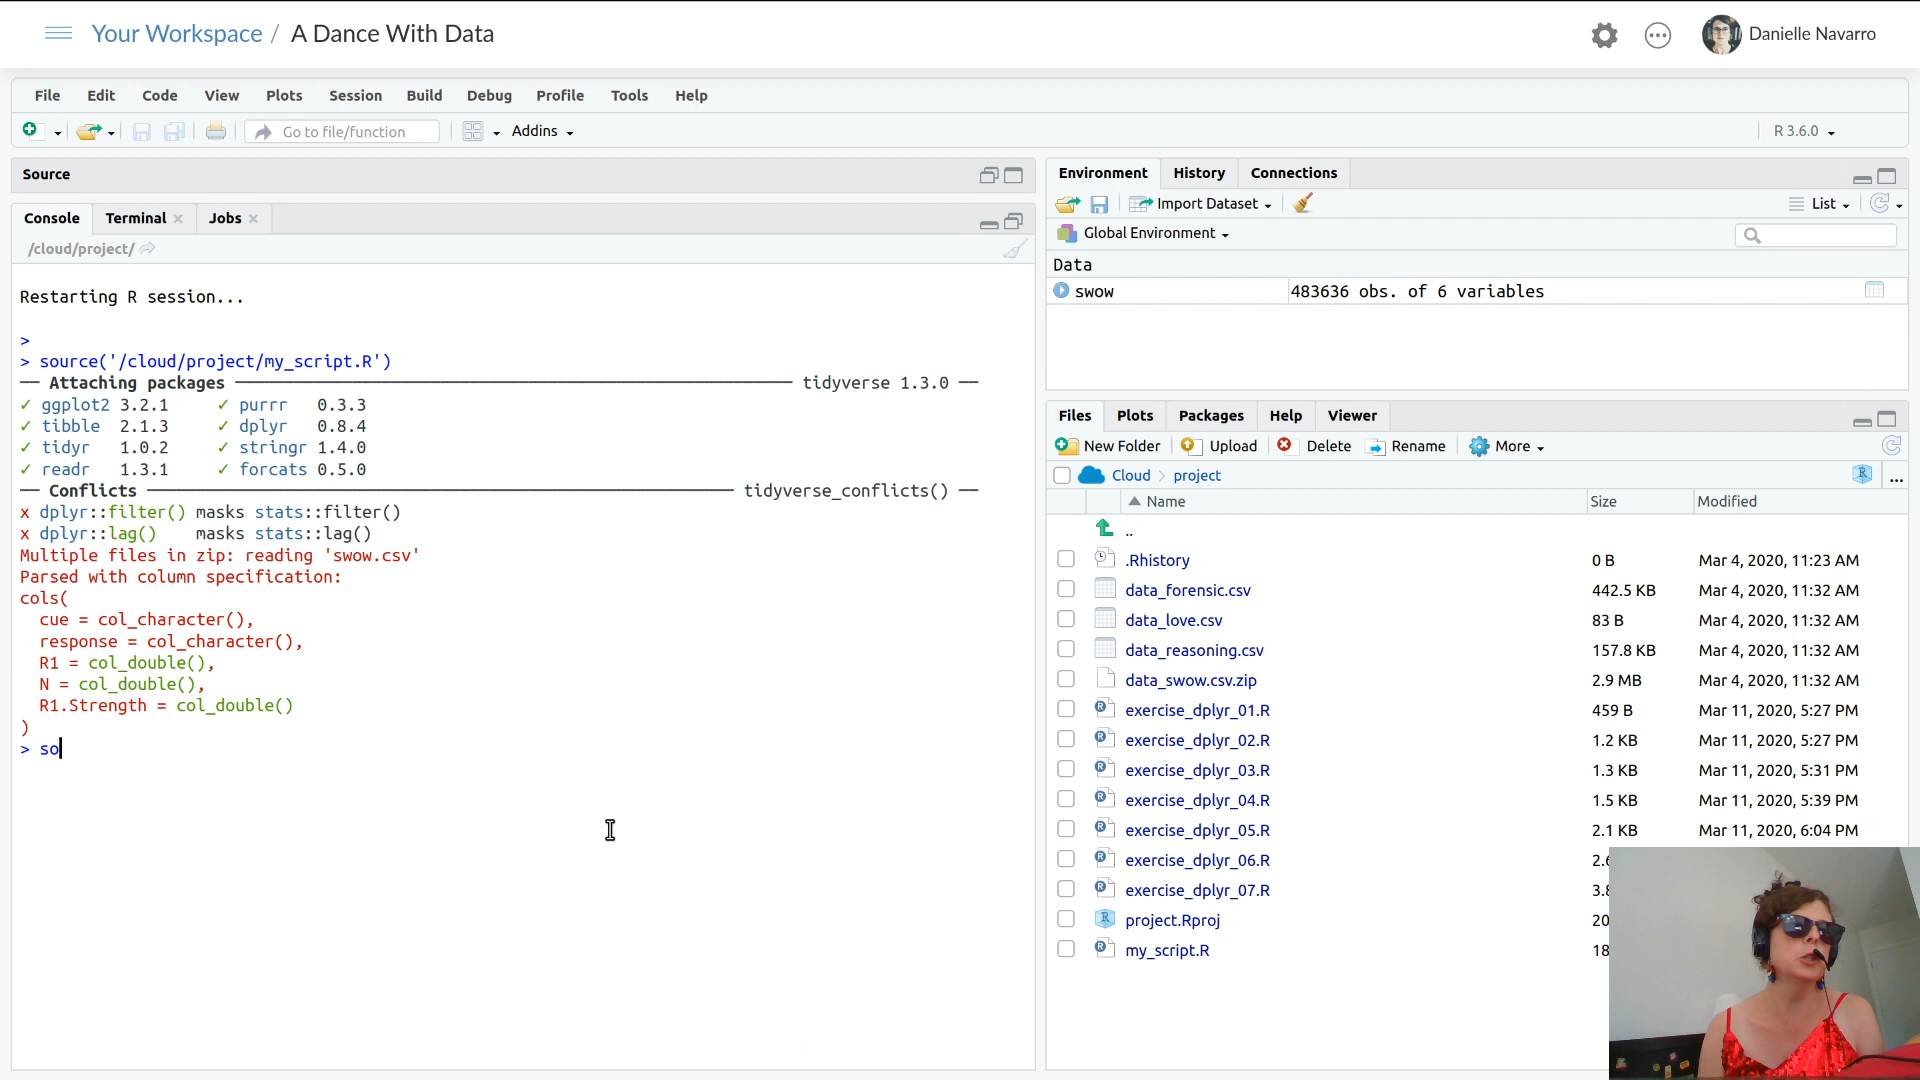 Your Workspace / A Dance With Data
Danielle Navarro
File Edit Code View Plots Session Build Debug Profile Tools Help
Go to file/function
Addins
R 3.6.0
Source
Console Terminal Jobs
/cloud/project/
Restarting R session...
>
> source('/cloud/project/my_script.R')
── Attaching packages ── tidyverse 1.3.0 ──
✓ ggplot2 3.2.1 ✓ purrr 0.3.3
✓ tibble 2.1.3 ✓ dplyr 0.8.4
✓ tidyr 1.0.2 ✓ stringr 1.4.0
✓ readr 1.3.1 ✓ forcats 0.5.0
── Conflicts ── tidyverse_conflicts() ──
x dplyr::filter() masks stats::filter()
x dplyr::lag() masks stats::lag()
Multiple files in zip: reading 'swow.csv'
Parsed with column specification:
cols(
cue = col_character(),
response = col_character(),
R1 = col_double(),
N = col_double(),
R1.Strength = col_double()
)
> so
Environment History Connections
Import Dataset
List
Global Environment
Data
swow 483636 obs. of 6 variables
Files Plots Packages Help Viewer
New Folder Upload Delete Rename More
Cloud project
R
...
Name Size Modified
..
.Rhistory 0 B Mar 4, 2020, 11:23 AM
data_forensic.csv 442.5 KB Mar 4, 2020, 11:32 AM
data_love.csv 83 B Mar 4, 2020, 11:32 AM
data_reasoning.csv 157.8 KB Mar 4, 2020, 11:32 AM
data_swow.csv.zip 2.9 MB Mar 4, 2020, 11:32 AM
exercise_dplyr_01.R 459 B Mar 11, 2020, 5:27 PM
exercise_dplyr_02.R 1.2 KB Mar 11, 2020, 5:27 PM
exercise_dplyr_03.R 1.3 KB Mar 11, 2020, 5:31 PM
exercise_dplyr_04.R 1.5 KB Mar 11, 2020, 5:39 PM
exercise_dplyr_05.R 2.1 KB Mar 11, 2020, 6:04 PM
exercise_dplyr_06.R
exercise_dplyr_07.R
project.Rproj
my_script.R